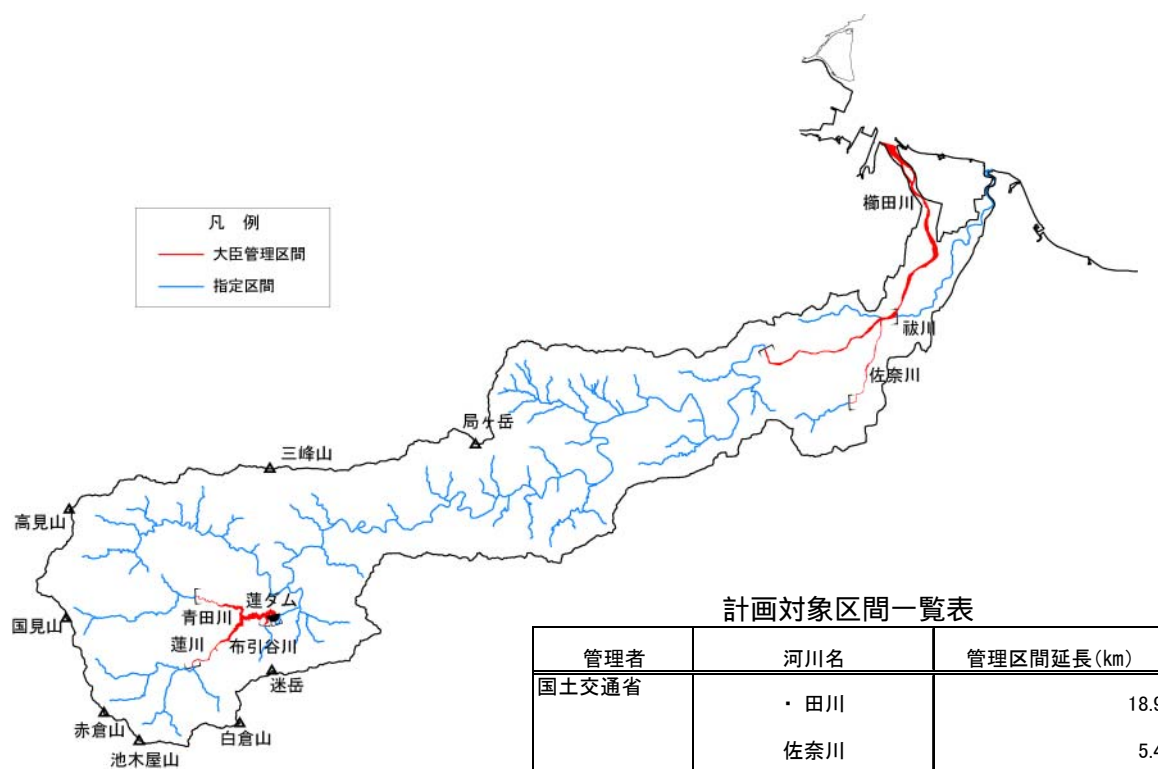 櫛田川
凡 例
大臣管理区間
指定区間
祓川
佐奈川
局ヶ岳
三峰山
高見山
蓮ダム
青田川
国見山
蓮川
布引谷川
迷岳
赤倉山
白倉山
池木屋山
計画対象区間一覧表
管理者 河川名 管理区間延長(km)
国土交通省 ・ 田川 18.9
佐奈川 5.4